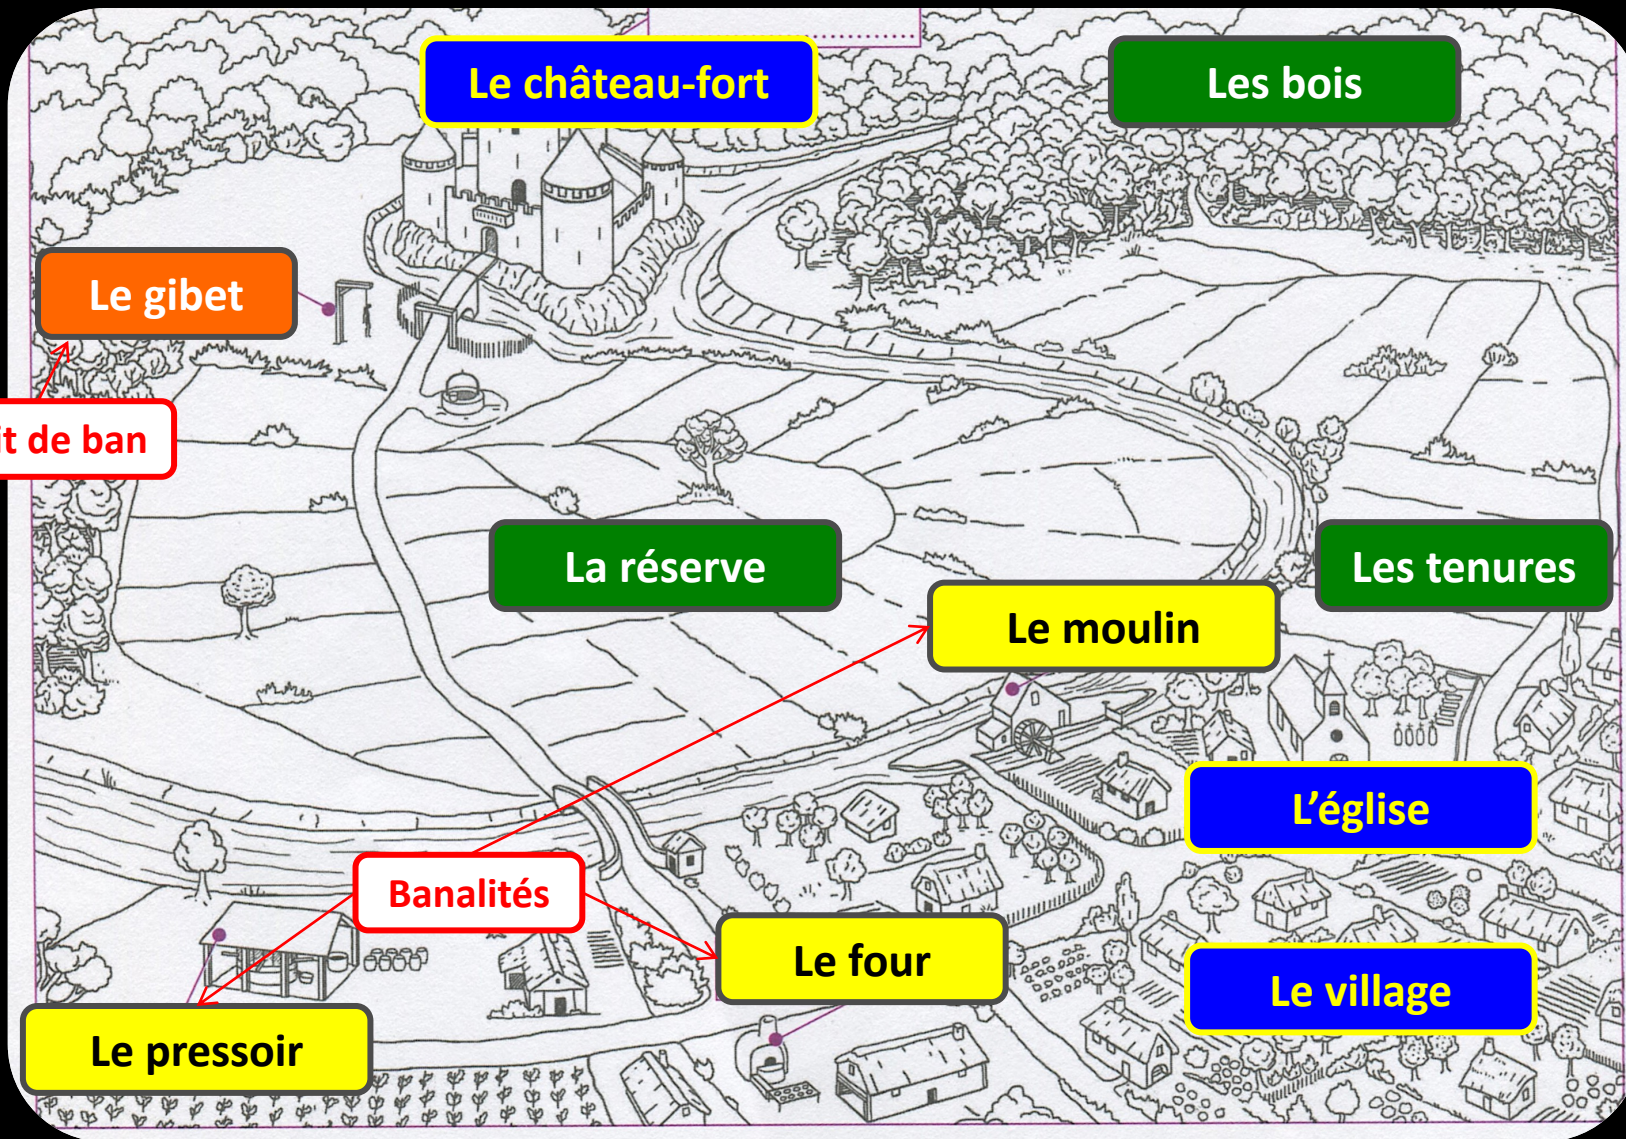 Le château-fort
Les bois
Le gibet
it de ban
La réserve
Les tenures
Le moulin
L’église
Banalités
Le four
Le village
Le pressoir